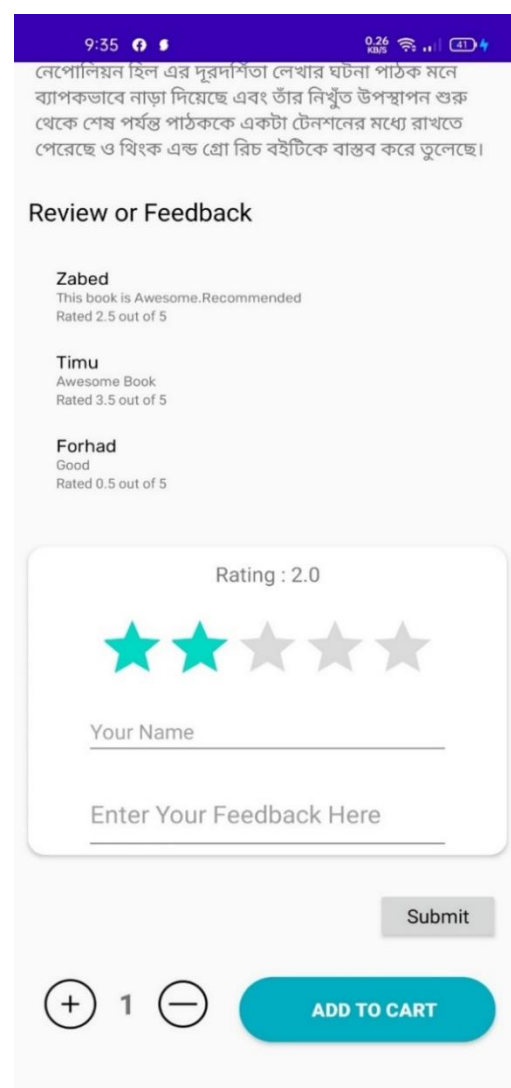 9:35
0.26
KB/S
41
নেপোলিয়ন হিল এর দূরদর্শিতা লেখার ঘটনা পাঠক মনে
ব্যাপকভাবে নাড়া দিয়েছে এবং তাঁর নিখুঁত উপস্থাপন শুরু
থেকে শেষ পর্যন্ত পাঠককে একটা টেনশনের মধ্যে রাখতে
পেরেছে ও থিংক এন্ড গ্রো রিচ বইটিকে বাস্তব করে তুলেছে।
Review or Feedback
Zabed
This book is Awesome.Recommended
Rated 2.5 out of 5
Timu
Awesome Book
Rated 3.5 out of 5
Forhad
Good
Rated 0.5 out of 5
Rating : 2.0
Your Name
Enter Your Feedback Here
Submit
1
ADD TO CART